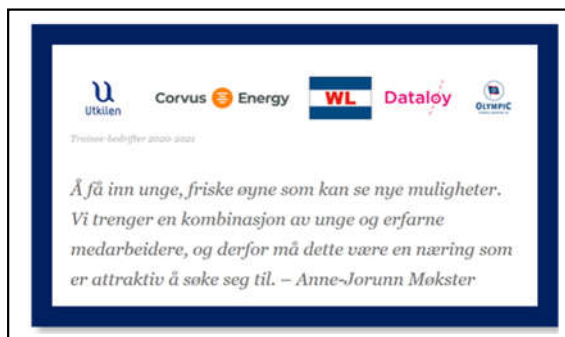 Utkilen
Corvus Energy
WL
Dataloy
OLYMPIC
Trainee-bedrifter 2020-2021
Å få inn unge, friske øyne som kan se nye muligheter.
Vi trenger en kombinasjon av unge og erfarne
medarbeidere, og derfor må dette være en næring som
er attraktiv å søke seg til. – Anne-Jorunn Møkster